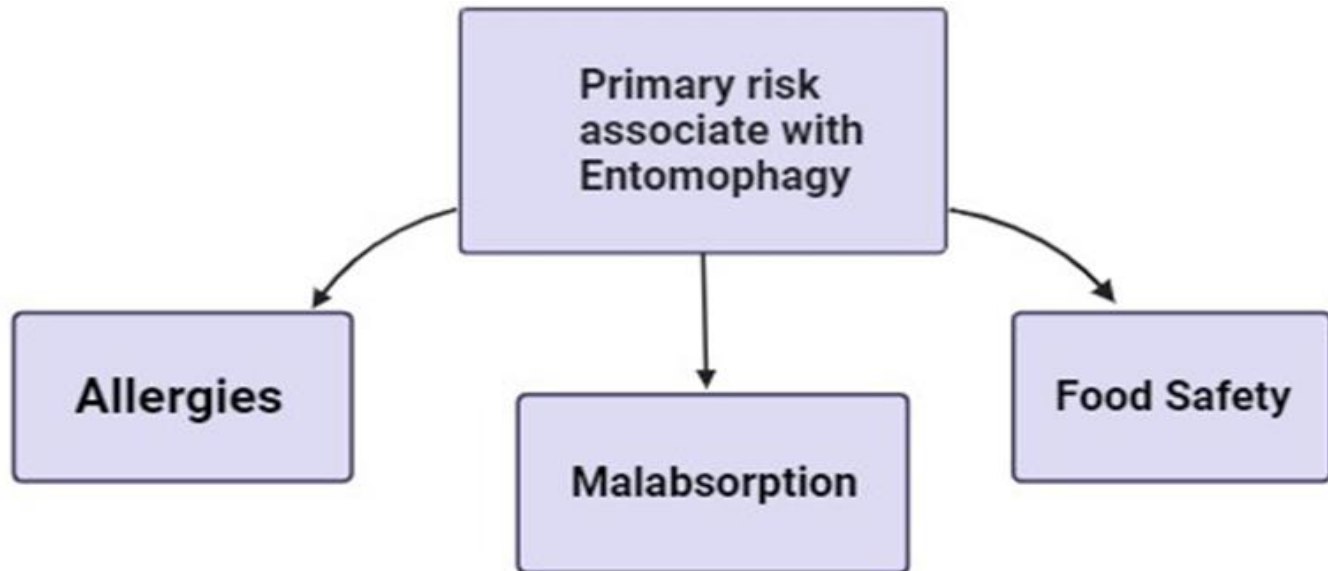 Primary risk
associate with
Entomophagy
Allergies
Malabsorption
Food Safety